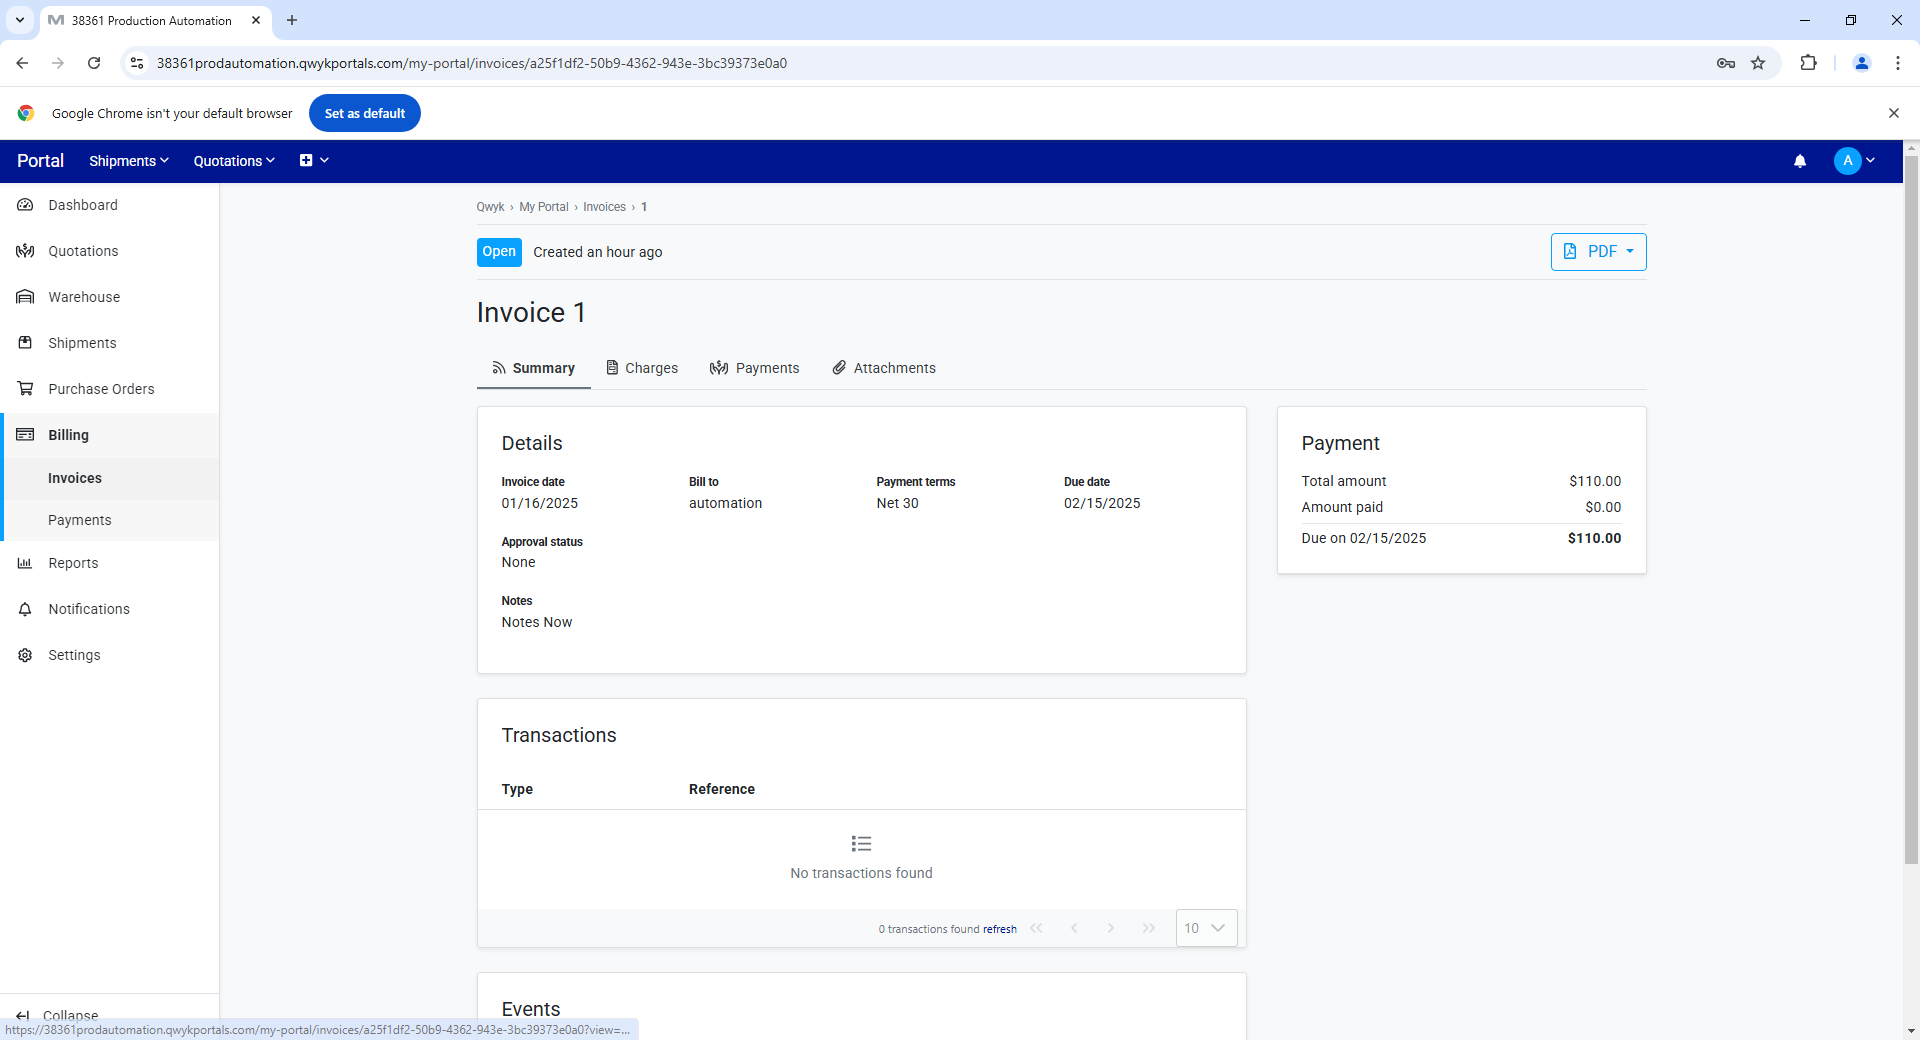 38361 Production Automation
38361prodautomation.qwykportals.com/my-portal/invoices/a25f1df2-50b9-4362-943e-3bc39373e0a0
Google Chrome isn't your default browser
Set as default
Portal
Shipments
Quotations
A
Dashboard
Quotations
Warehouse
Shipments
Purchase Orders
Billing
Invoices
Payments
Reports
Notifications
Settings
Collapse
Qwyk › My Portal › Invoices › 1
Open
Created an hour ago
PDF
Invoice 1
Summary
Charges
Payments
Attachments
Details
Invoice date
Bill to
Payment terms
Due date
01/16/2025
automation
Net 30
02/15/2025
Approval status
None
Notes
Notes Now
Payment
Total amount $110.00
Amount paid $0.00
Due on 02/15/2025 $110.00
Transactions
Type
Reference
No transactions found
0 transactions found refresh
10
Events
https://38361prodautomation.qwykportals.com/my-portal/invoices/a25f1df2-50b9-4362-943e-3bc39373e0a0?view=...